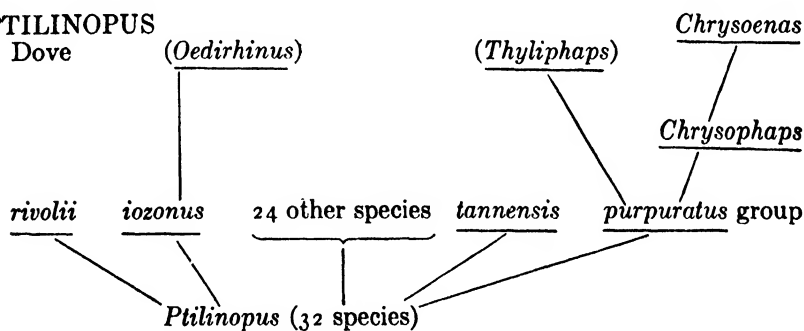 PTILINOPUS Chrysoenas
Dove (Oedirhinus) (Thyliphaps)
Chrysophaps
rivolii iozonus 24 other species tannensis purpuratus group
Ptilinopus (32 species)